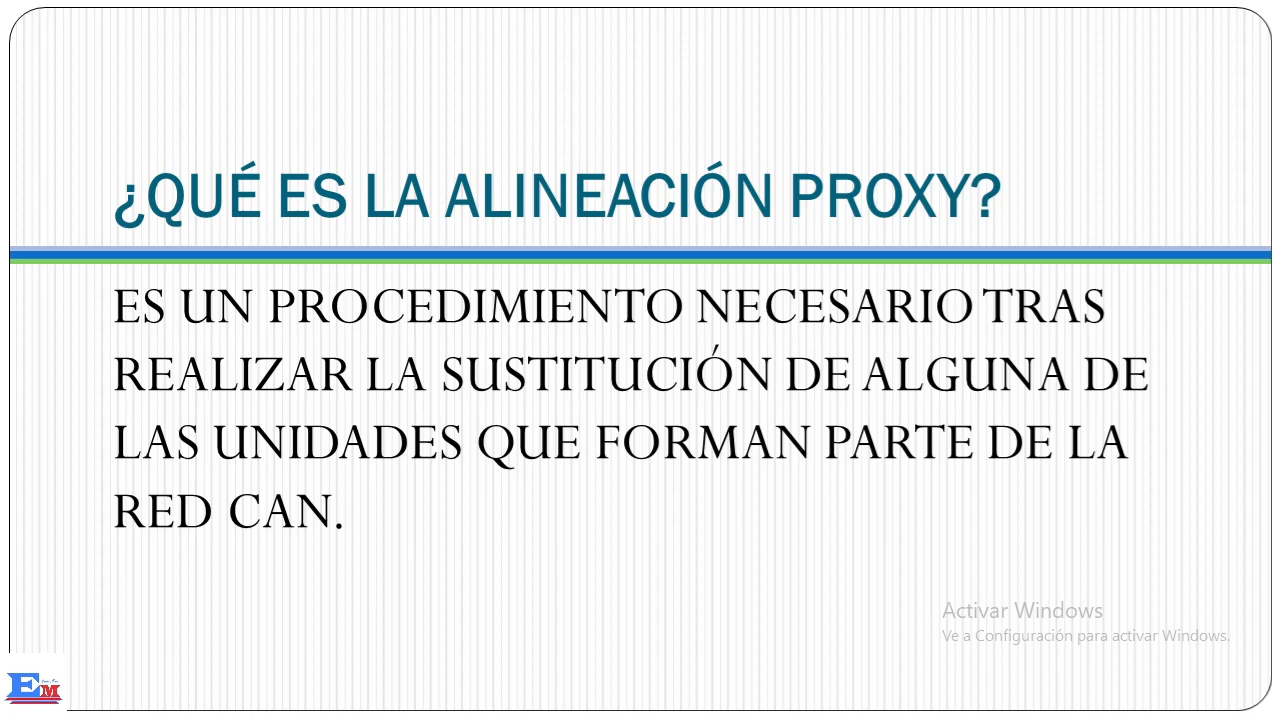 ¿QUÉ ES LA ALINEACIÓN PROXY?
ES UN PROCEDIMIENTO NECESARIO TRAS
REALIZAR LA SUSTITUCIÓN DE ALGUNA DE
LAS UNIDADES QUE FORMAN PARTE DE LA
RED CAN.
Activar Windows
Ve a Configuración para activar Windows.
EM